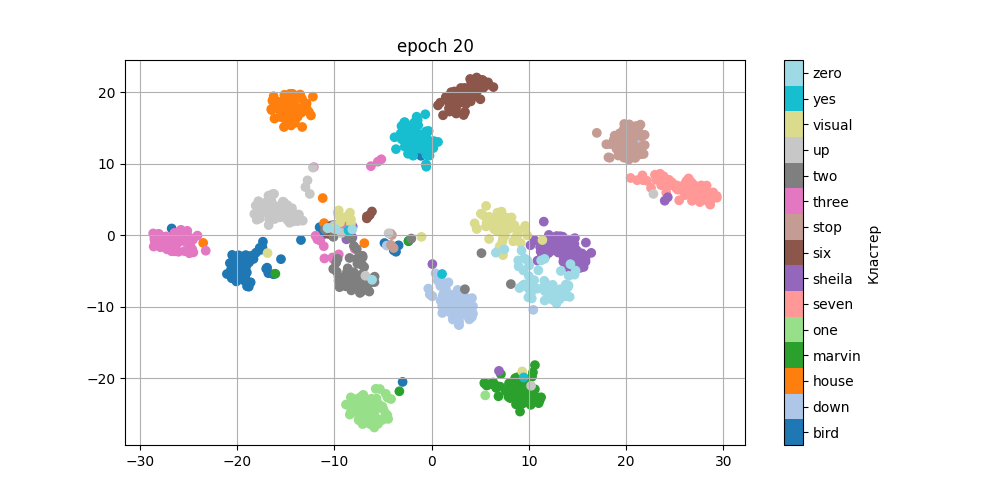 epoch 20
20
10
0
−10
−20
−30
−20
−10
0
10
20
30
zero
yes
visual
up
two
three
stop
six
sheila
seven
one
marvin
house
down
bird
Кластер